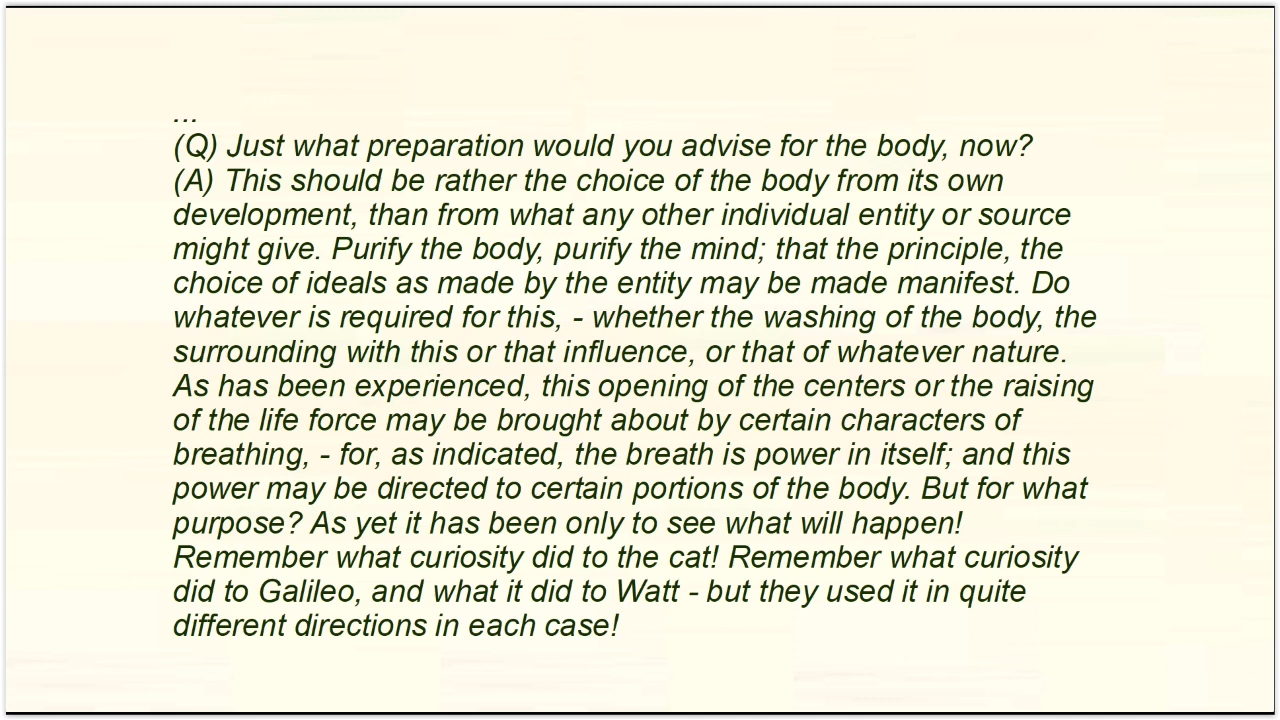 ...
(Q) Just what preparation would you advise for the body, now?
(A) This should be rather the choice of the body from its own
development, than from what any other individual entity or source
might give. Purify the body, purify the mind; that the principle, the
choice of ideals as made by the entity may be made manifest. Do
whatever is required for this, - whether the washing of the body, the
surrounding with this or that influence, or that of whatever nature.
As has been experienced, this opening of the centers or the raising
of the life force may be brought about by certain characters of
breathing, - for, as indicated, the breath is power in itself; and this
power may be directed to certain portions of the body. But for what
purpose? As yet it has been only to see what will happen!
Remember what curiosity did to the cat! Remember what curiosity
did to Galileo, and what it did to Watt - but they used it in quite
different directions in each case!